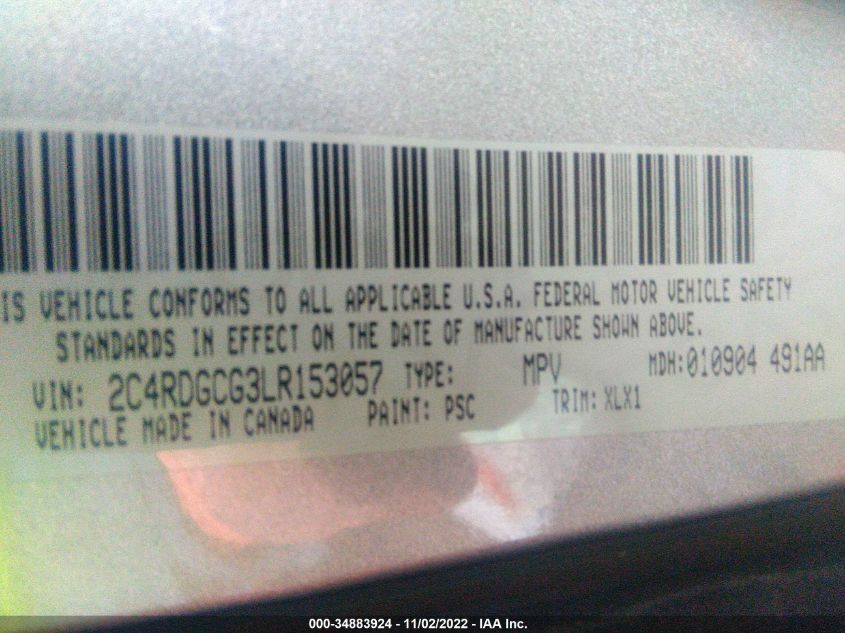 IS VEHICLE CONFORMS TO ALL APPLICABLE U.S.A. FEDERAL MOTOR VEHICLE SAFETY
STANDARDS IN EFFECT ON THE DATE OF MANUFACTURE SHOWN ABOVE.
VIN: 2C4RDGCG3LR153057 TYPE: MPV MDH:010904 491AA
VEHICLE MADE IN CANADA PAINT: PSC TRIM: XLX1
000-34883924 - 11/02/2022 - IAA Inc.